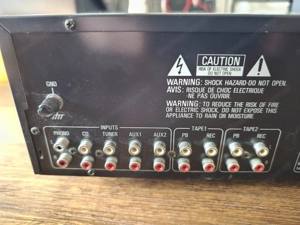 CAUTION
RISK OF ELECTRIC SHOCK
DO NOT OPEN
WARNING: SHOCK HAZARD-DO NOT OPEN.
AVIS: RISQUE DE CHOC ELECTRIQUE
-NE PAS OUVRIR.
WARNING: TO REDUCE THE RISK OF FIRE
OR ELECTRIC SHOCK, DO NOT EXPOSE THIS
APPLIANCE TO RAIN OR MOISTURE.
GND
INPUTS
TAPE1
TAPE2
PHONO CD TUNER AUX1 AUX2 PB REC PB REC